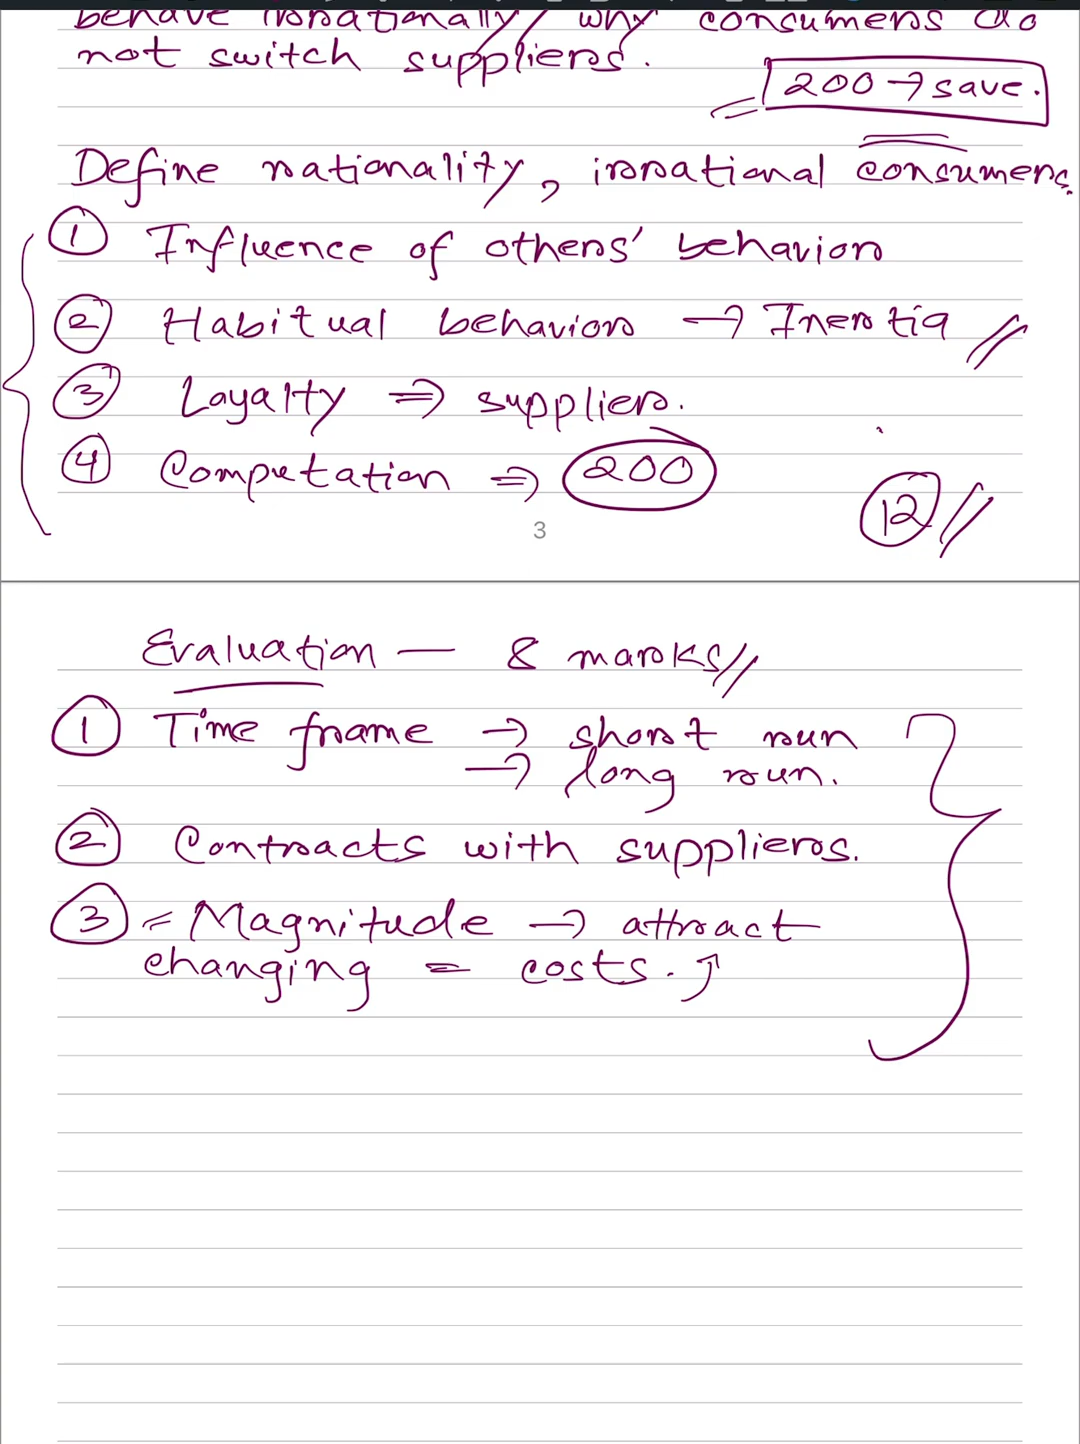 behave irrationally / why consumers do
not switch suppliers.
200 → save.
Define rationality, irrational consumers.
① Influence of others' behavior
② Habitual behavior → Inertia //
③ Loyalty ⇒ supplier.
④ Computation ⇒ 200
12 //
3
Evaluation — 8 marks //
① Time frame → short run
→ long run.
② Contracts with suppliers.
③ = Magnitude → attract
changing = costs. ↑